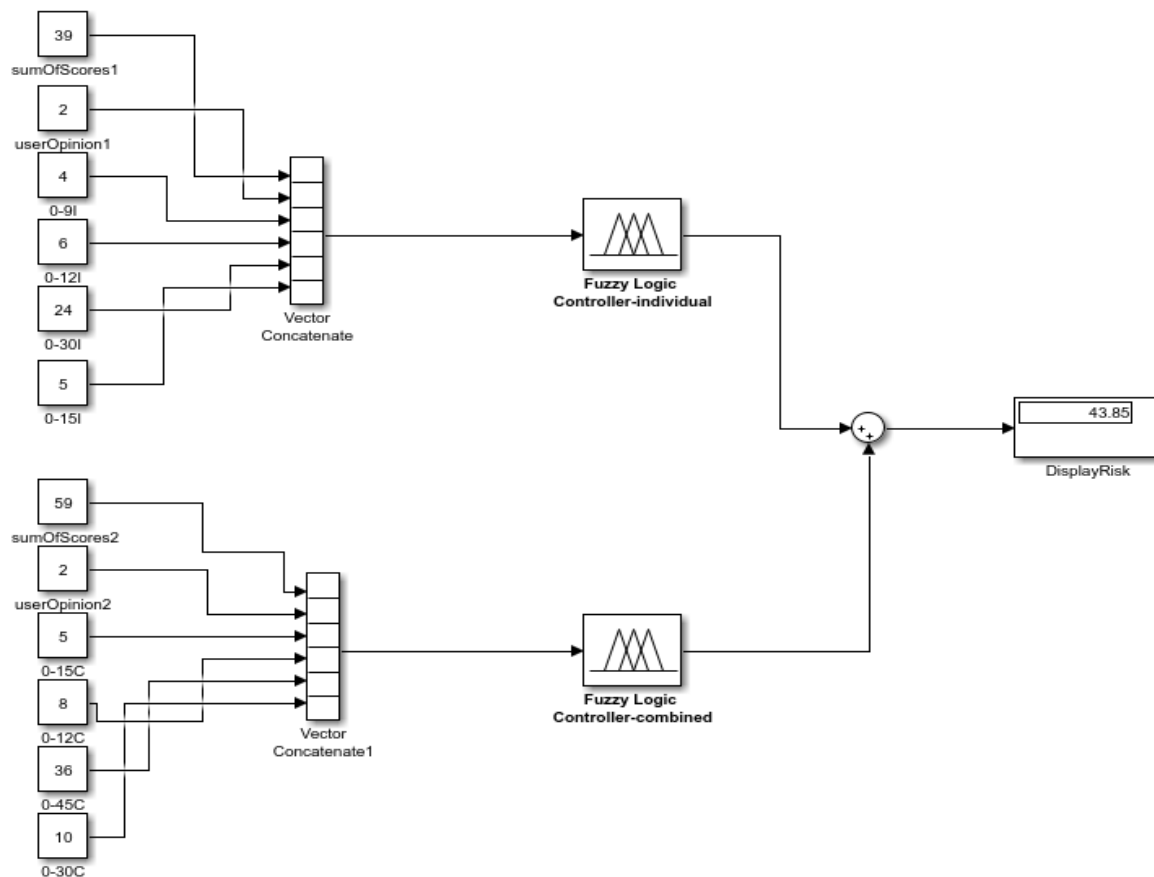 39
sumOfScores1
2
userOpinion1
4
0-9I
6
0-12I
24
0-30I
5
0-15I
Vector
Concatenate
Fuzzy Logic
Controller-individual
+
+
43.85
DisplayRisk
59
sumOfScores2
2
userOpinion2
5
0-15C
8
0-12C
36
0-45C
10
0-30C
Vector
Concatenate1
Fuzzy Logic
Controller-combined